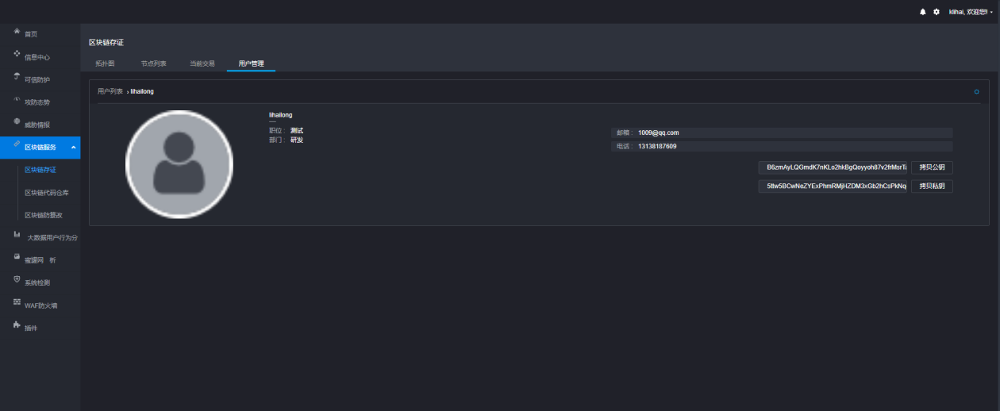 klihai, 欢迎您!
首页
信息中心
可信防护
攻防态势
威胁情报
区块链服务
区块链存证
区块链代码仓库
区块链防篡改
大数据用户行为分
蜜罐网 析
系统检测
WAF防火墙
插件
区块链存证
拓扑图 节点列表 当前交易 用户管理
用户列表 › lihailong
lihailong
职位： 测试
部门： 研发
邮箱： 1009@qq.com
电话： 13138187609
拷贝公钥
拷贝私钥